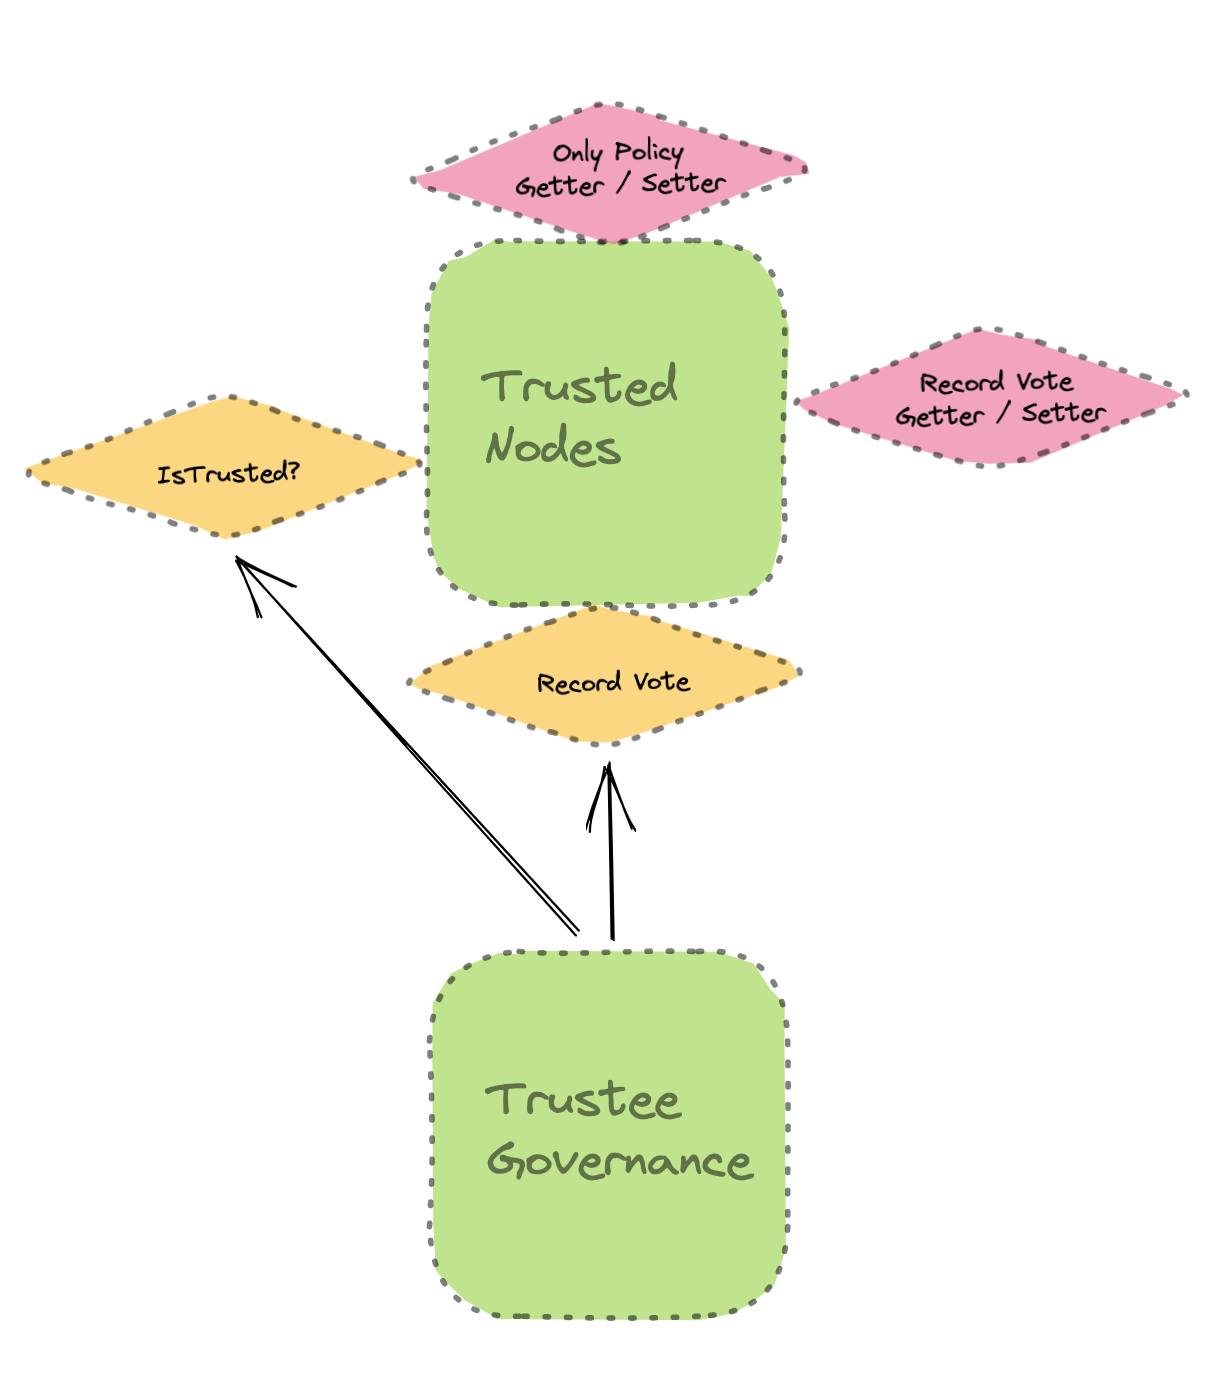 Only Policy
Getter / Setter
Trusted
Nodes
Record Vote
Getter / Setter
IsTrusted?
Record Vote
Trustee
Governance